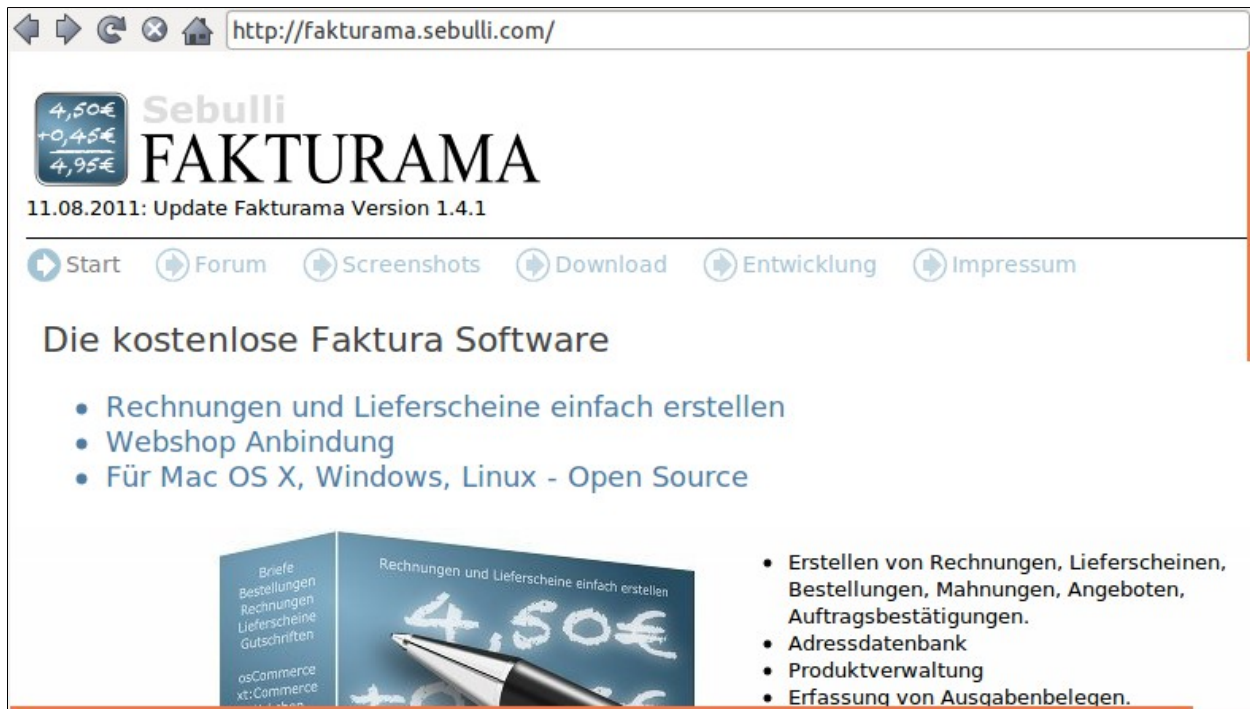 http://fakturama.sebulli.com/
4,50€
+0,45€
4,95€
Sebulli
FAKTURAMA
11.08.2011: Update Fakturama Version 1.4.1
Start Forum Screenshots Download Entwicklung Impressum
Die kostenlose Faktura Software
Rechnungen und Lieferscheine einfach erstellen
Webshop Anbindung
Für Mac OS X, Windows, Linux - Open Source
Briefe
Bestellungen
Rechnungen
Lieferscheine
Gutschriften
osCommerce
xt:Commerce
Rechnungen und Lieferscheine einfach erstellen
4,50€
Erstellen von Rechnungen, Lieferscheinen,
Bestellungen, Mahnungen, Angeboten,
Auftragsbestätigungen.
Adressdatenbank
Produktverwaltung
Erfassung von Ausgabenbelegen.